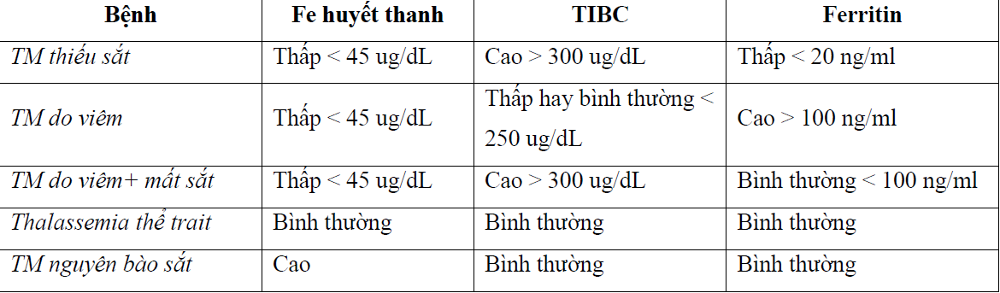 Bệnh Fe huyết thanh TIBC Ferritin
TM thiếu sắt Thấp < 45 ug/dL Cao > 300 ug/dL Thấp < 20 ng/ml
TM do viêm Thấp < 45 ug/dL Thấp hay bình thường < Cao > 100 ng/ml
250 ug/dL
TM do viêm+ mất sắt Thấp < 45 ug/dL Cao > 300 ug/dL Bình thường < 100 ng/ml
Thalassemia thể trait Bình thường Bình thường Bình thường
TM nguyên bào sắt Cao Bình thường Bình thường